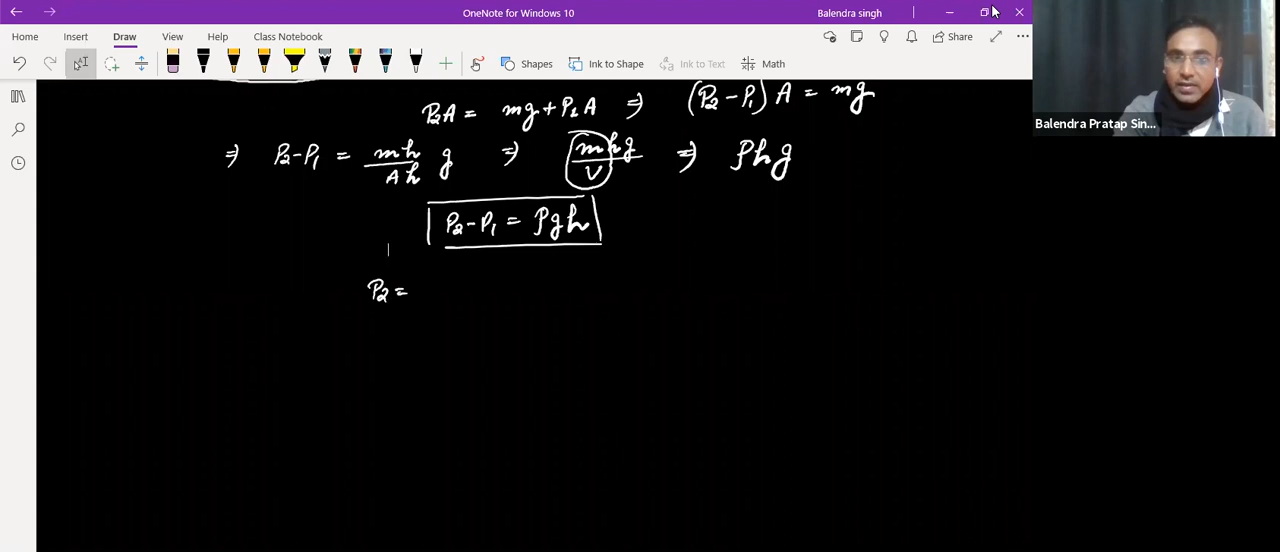 OneNote for Windows 10
Balendra singh
Home Insert Draw View Help Class Notebook Share
Shapes Ink to Shape Ink to Text Math
Balendra Pratap Sin...
P₂A = mg + P₁A ⇒ (P₂ - P₁) A = mg
⇒ P₂-P₁ = mh/Ah g ⇒ mhg/V ⇒ ρhg
P₂-P₁ = ρgh
P₂ =